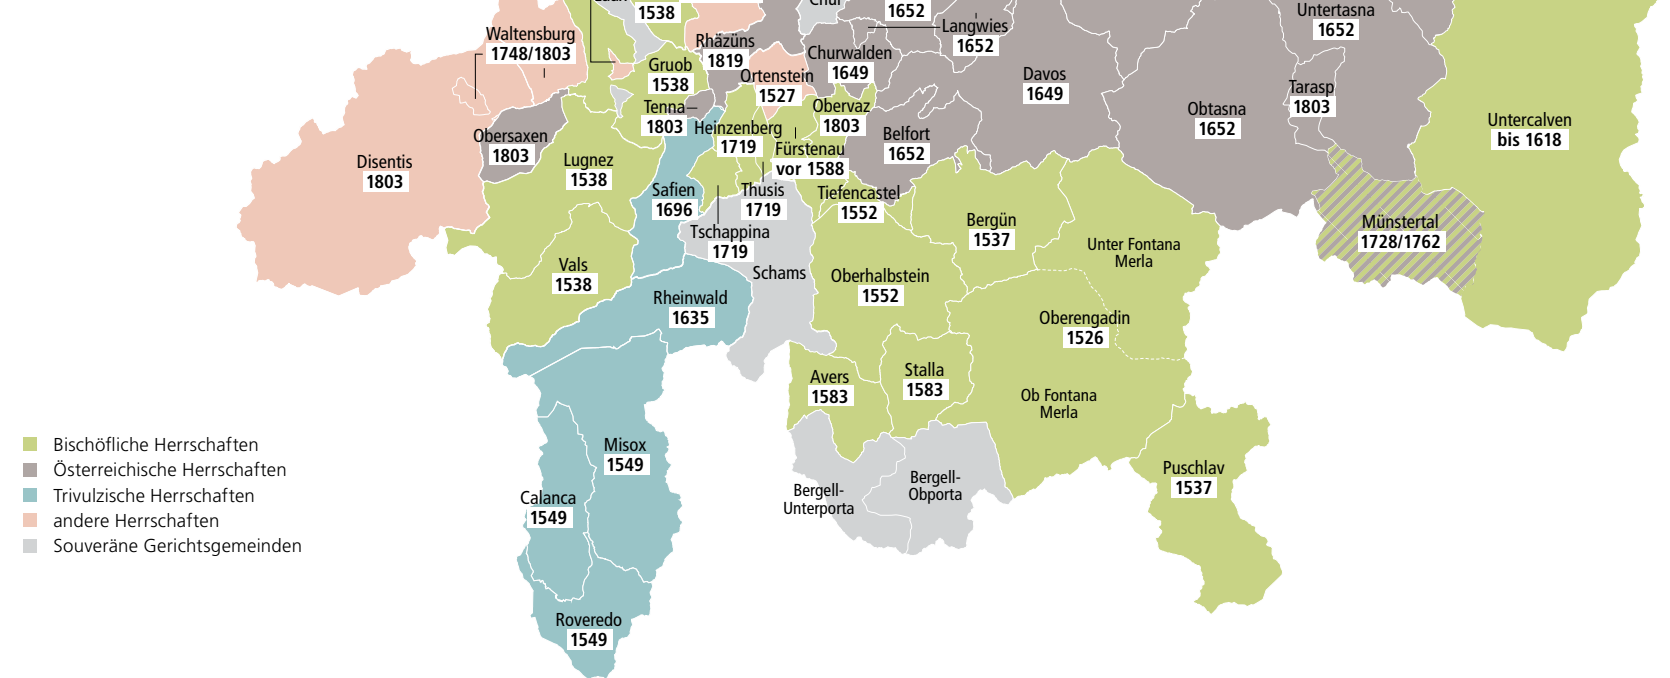 1538
Chur
1652
Untertasna
1652
Waltensburg
1748/1803
Langwies
1652
Rhäzüns
1819
Churwalden
1649
Gruob
1538
Ortenstein
1527
Davos
1649
Tarasp
1803
Tenna
1803
Obervaz
1803
Obtasna
1652
Untercalven
bis 1618
Obersaxen
1803
Heinzenberg
1719
Belfort
1652
Fürstenau
vor 1588
Disentis
1803
Lugnez
1538
Safien
1696
Thusis
1719
Tiefencastel
1552
Bergün
1537
Münstertal
1728/1762
Tschappina
1719
Unter Fontana
Merla
Vals
1538
Schams
Oberhalbstein
1552
Rheinwald
1635
Oberengadin
1526
Avers
1583
Stalla
1583
Ob Fontana
Merla
Bischöfliche Herrschaften
Österreichische Herrschaften
Trivulzische Herrschaften
andere Herrschaften
Souveräne Gerichtsgemeinden
Misox
1549
Puschlav
1537
Calanca
1549
Bergell-
Unterporta
Bergell-
Obporta
Roveredo
1549